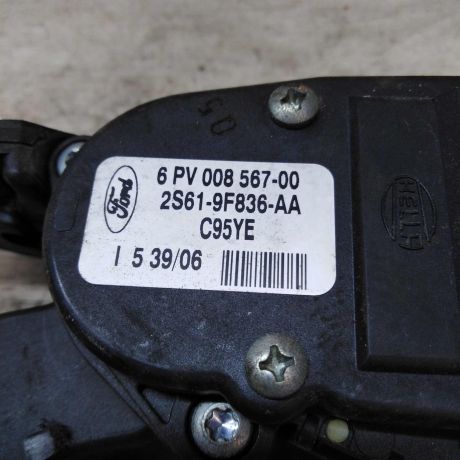 Ford
6 PV 008 567-00
2S61-9F836-AA
C95YE
I 5 39/06
HELLA